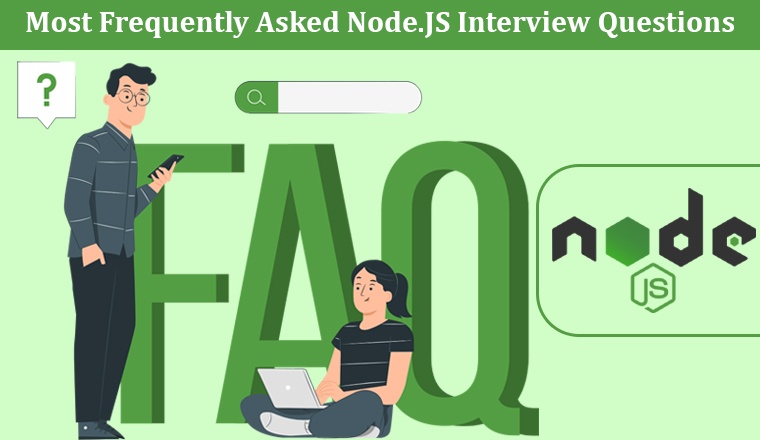 Most Frequently Asked Node.JS Interview Questions
?
FAQ
node
JS